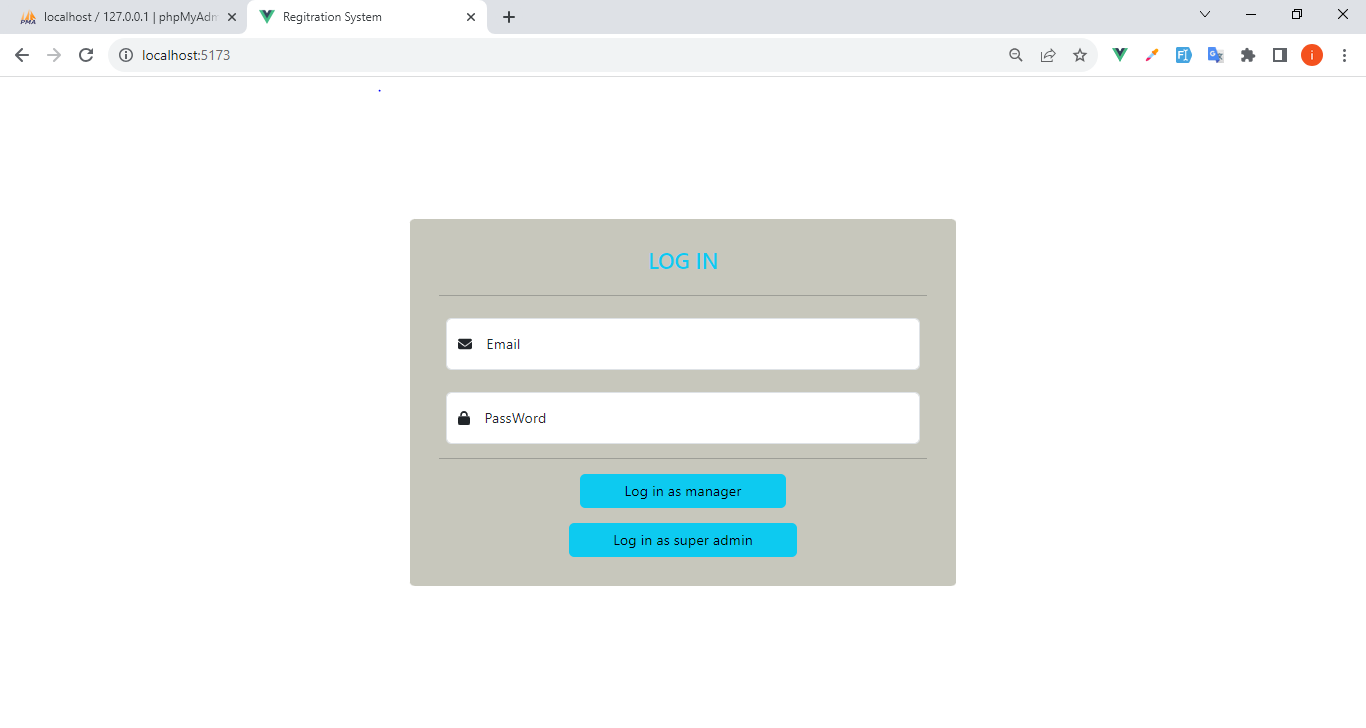 localhost / 127.0.0.1 | phpMyAdm
Regitration System
localhost:5173
LOG IN
Email
PassWord
Log in as manager
Log in as super admin